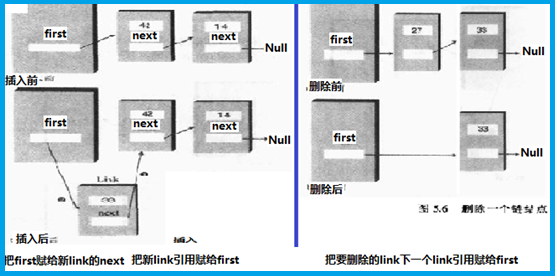 42 14
first next next
Null
插入前
42 14
first next next
Null
Link
next
插入后 插入
把first赋给新link的next 把新link引用赋给first
27 33
first
Null
删除前
33
first
Null
删除后
图 5.6 删除一个链结点
把要删除的link下一个link引用赋给first